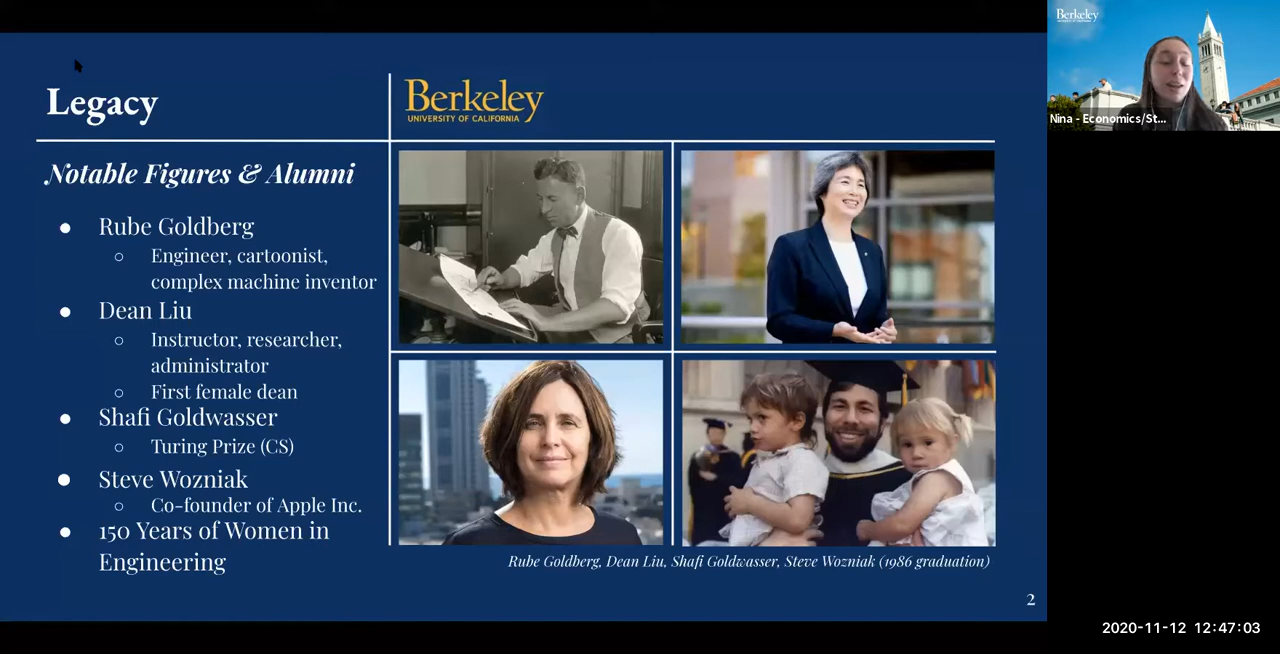 Legacy
Berkeley
UNIVERSITY OF CALIFORNIA
Notable Figures & Alumni
● Rube Goldberg
○ Engineer, cartoonist,
complex machine inventor
● Dean Liu
○ Instructor, researcher,
administrator
○ First female dean
● Shafi Goldwasser
○ Turing Prize (CS)
● Steve Wozniak
○ Co-founder of Apple Inc.
● 150 Years of Women in
Engineering
Rube Goldberg, Dean Liu, Shafi Goldwasser, Steve Wozniak (1986 graduation)
2
Berkeley
Nina - Economics/St...
2020-11-12 12:47:03